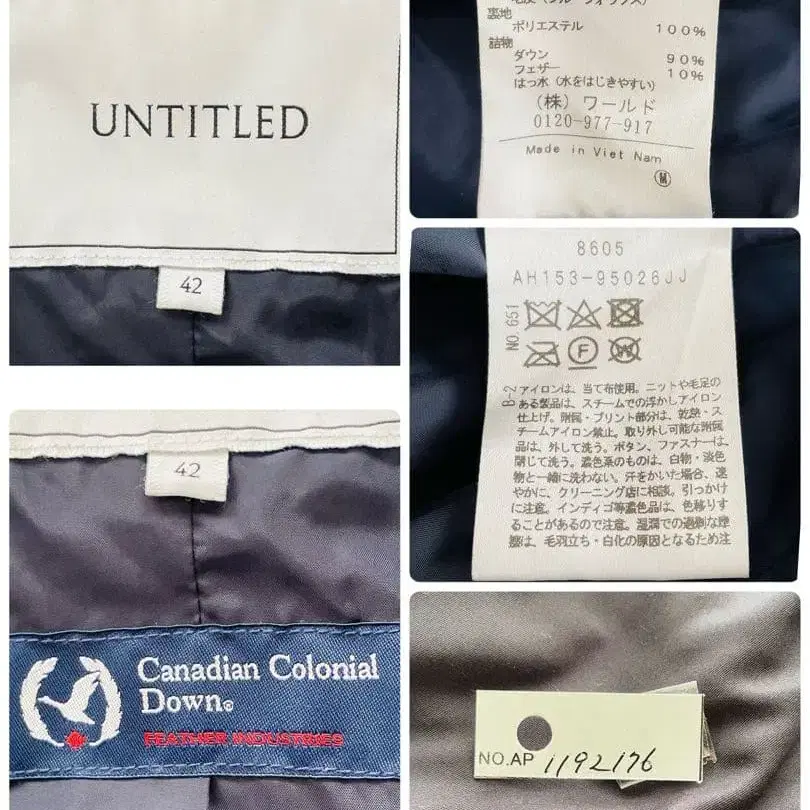 UNTITLED
42
裏地
ポリエステル 100%
詰物
ダウン 90%
フェザー 10%
はっ水（水をはじきやすい）
（株）ワールド
0120-977-917
Made in Viet Nam
M
8605
AH153-95026JJ
NO.651
F
W
B-2
アイロンは、当て布使用。ニットや毛足の
ある製品は、スチームでの浮かしアイロン
仕上げ。附属・プリント部分は、乾熱・ス
チームアイロン禁止。取り外し可能な附属
品は、外して洗う。ボタン、ファスナーは、
閉じて洗う。濃色系のものは、白物・淡色
物と一緒に洗わない。汗をかいた場合、速
やかに、クリーニング店に相談。引っかけ
に注意。インディゴ等濃色品は、色移りす
ることがあるので注意。湿潤での過剰な摩
擦は、毛羽立ち・白化の原因となるため注
42
Canadian Colonial
Down®
FEATHER INDUSTRIES
NO.AP 1192176